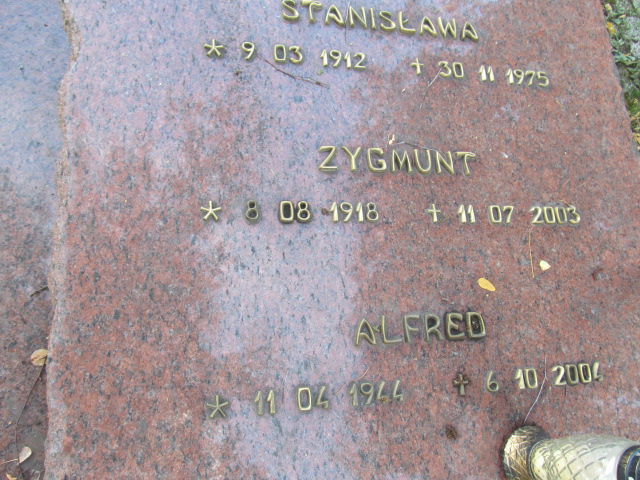 STANISŁAWA
* 9 03 1912 ✝ 30 11 1975
ZYGMUNT
* 8 08 1918 ✝ 11 07 2003
ALFRED
* 11 04 1944 ✝ 6 10 2004